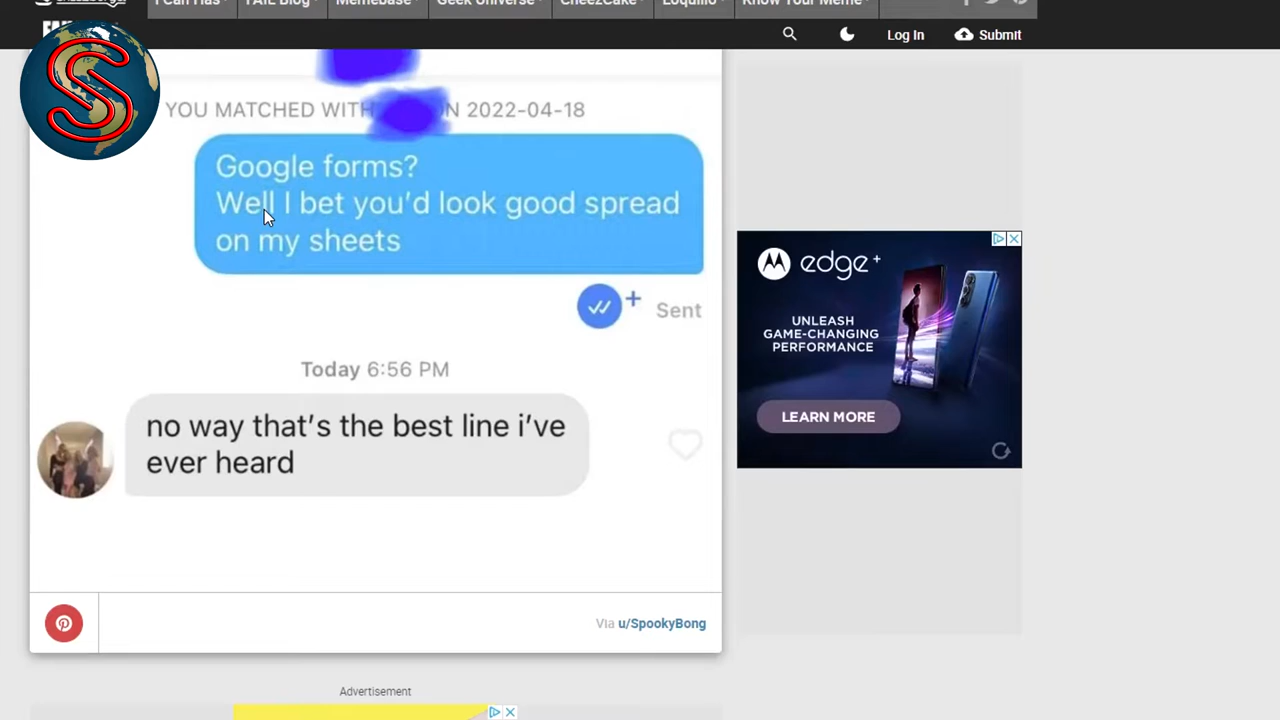 I Can Has
FAIL Blog
Memebase
Geek Universe
CheezCake
Loquillo
Know Your Meme
Log In
Submit
S
YOU MATCHED WITH ON 2022-04-18
Google forms?
Well I bet you'd look good spread
on my sheets
Sent
Today 6:56 PM
no way that's the best line i've
ever heard
edge+
UNLEASH
GAME-CHANGING
PERFORMANCE
LEARN MORE
Via u/SpookyBong
Advertisement